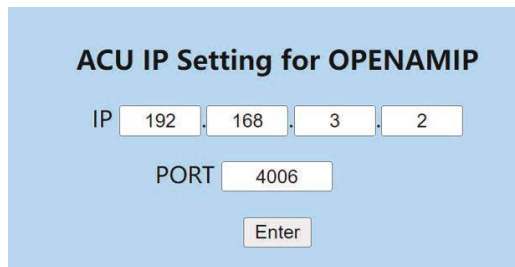 ACU IP Setting for OPENAMIP
IP 192 . 168 . 3 . 2
PORT 4006
Enter